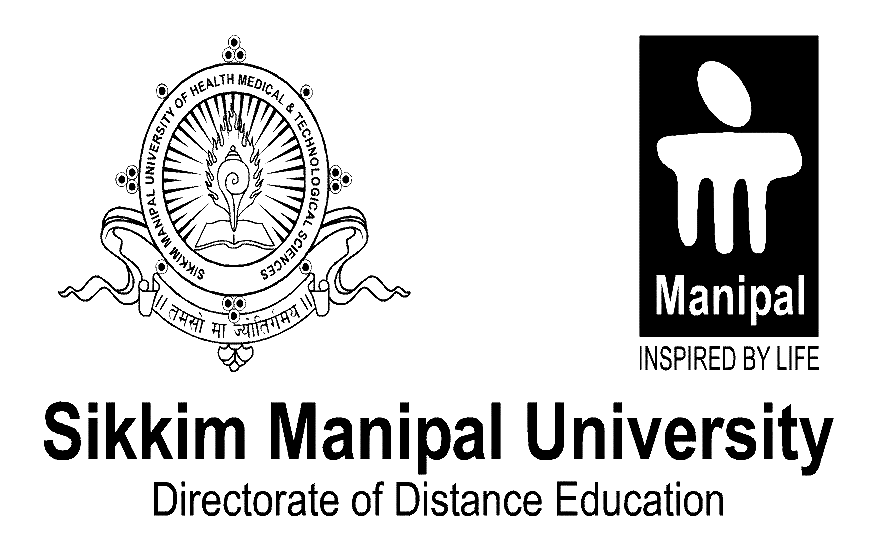 SIKKIM MANIPAL UNIVERSITY OF HEALTH MEDICAL & TECHNOLOGICAL SCIENCES
|| तमसो मा ज्योतिर्गमय ||
Manipal
INSPIRED BY LIFE
Sikkim Manipal University
Directorate of Distance Education